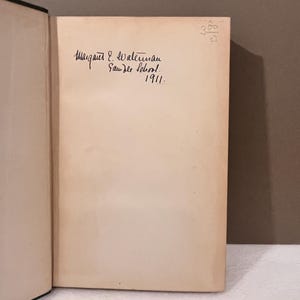 Margaret E. Waterman
School.
1911.